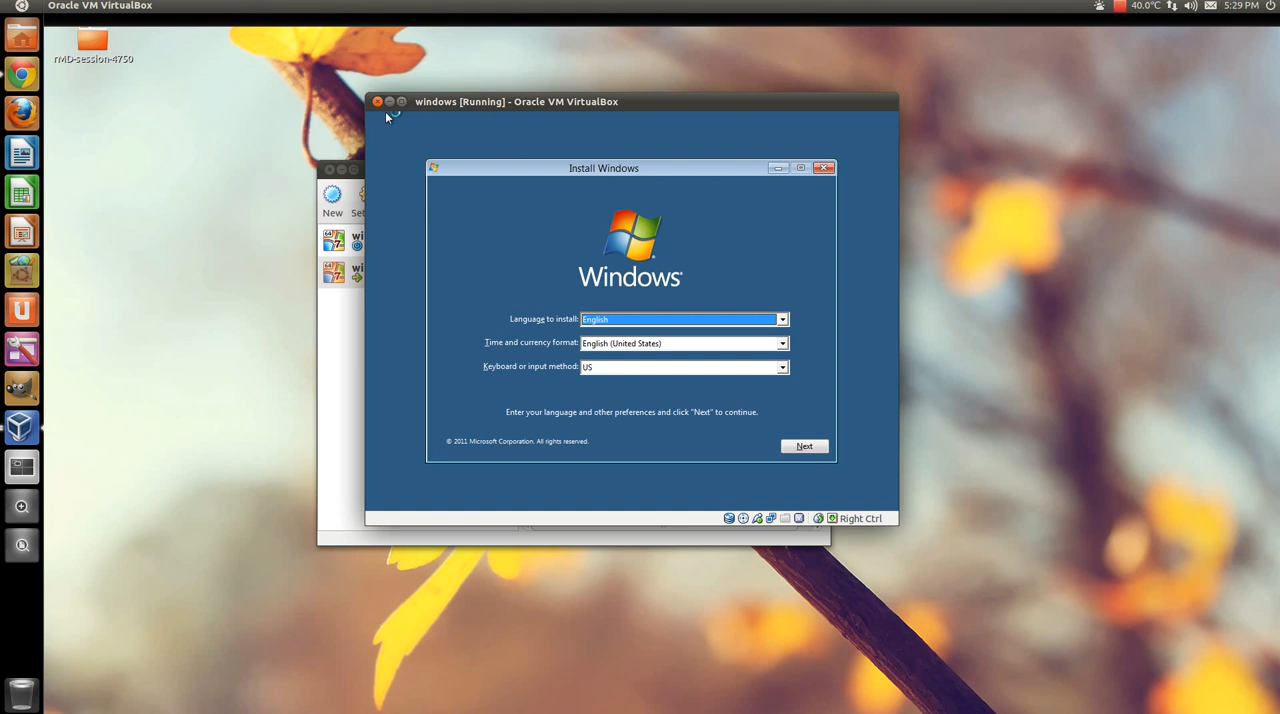 Oracle VM VirtualBox
40.0°C
5:29 PM
rMD-session-4750
windows [Running] - Oracle VM VirtualBox
Install Windows
New
Set
wi
wi
Windows
Language to install:
English
Time and currency format:
English (United States)
Keyboard or input method:
US
Enter your language and other preferences and click "Next" to continue.
© 2011 Microsoft Corporation. All rights reserved.
Next
Right Ctrl